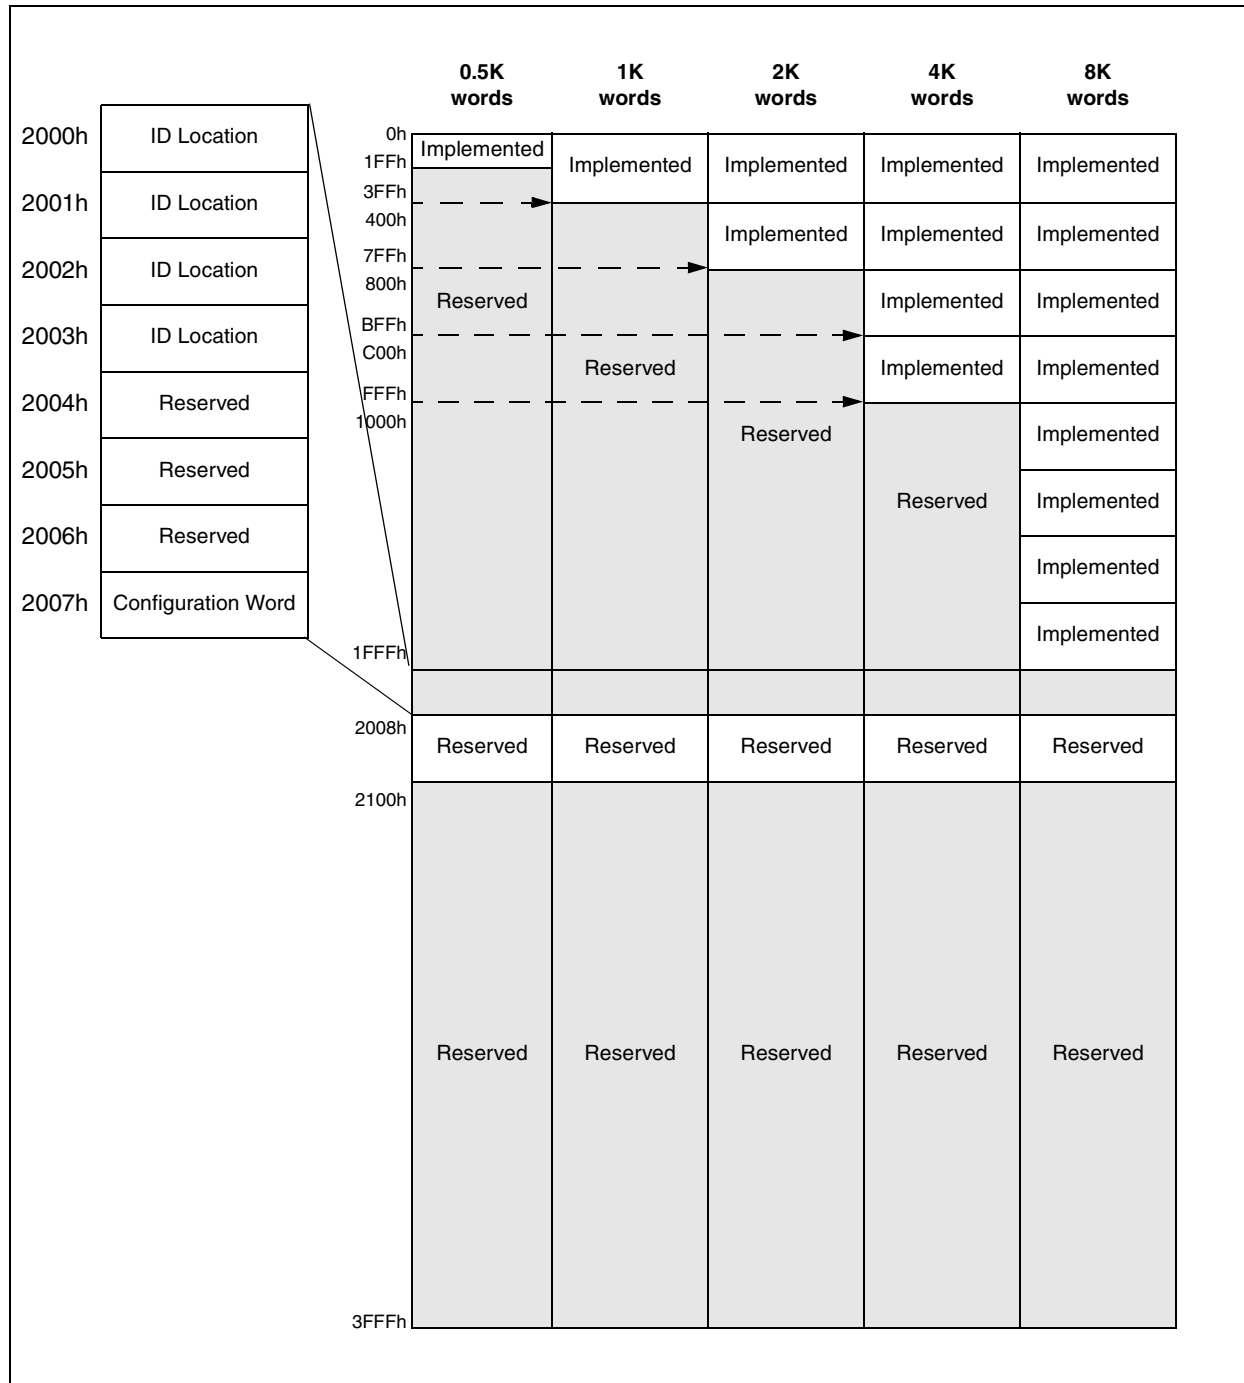 0.5K words
1K words
2K words
4K words
8K words
2000h ID Location
2001h ID Location
2002h ID Location
2003h ID Location
2004h Reserved
2005h Reserved
2006h Reserved
2007h Configuration Word
0h
1FFh
3FFh
400h
7FFh
800h
BFFh
C00h
FFFh
1000h
1FFFh
2008h
2100h
3FFFh
Implemented
Reserved
Reserved
Reserved
Implemented
Reserved
Reserved
Reserved
Implemented
Implemented
Reserved
Reserved
Reserved
Implemented
Implemented
Implemented
Implemented
Reserved
Reserved
Reserved
Implemented
Implemented
Implemented
Implemented
Implemented
Implemented
Implemented
Implemented
Reserved
Reserved